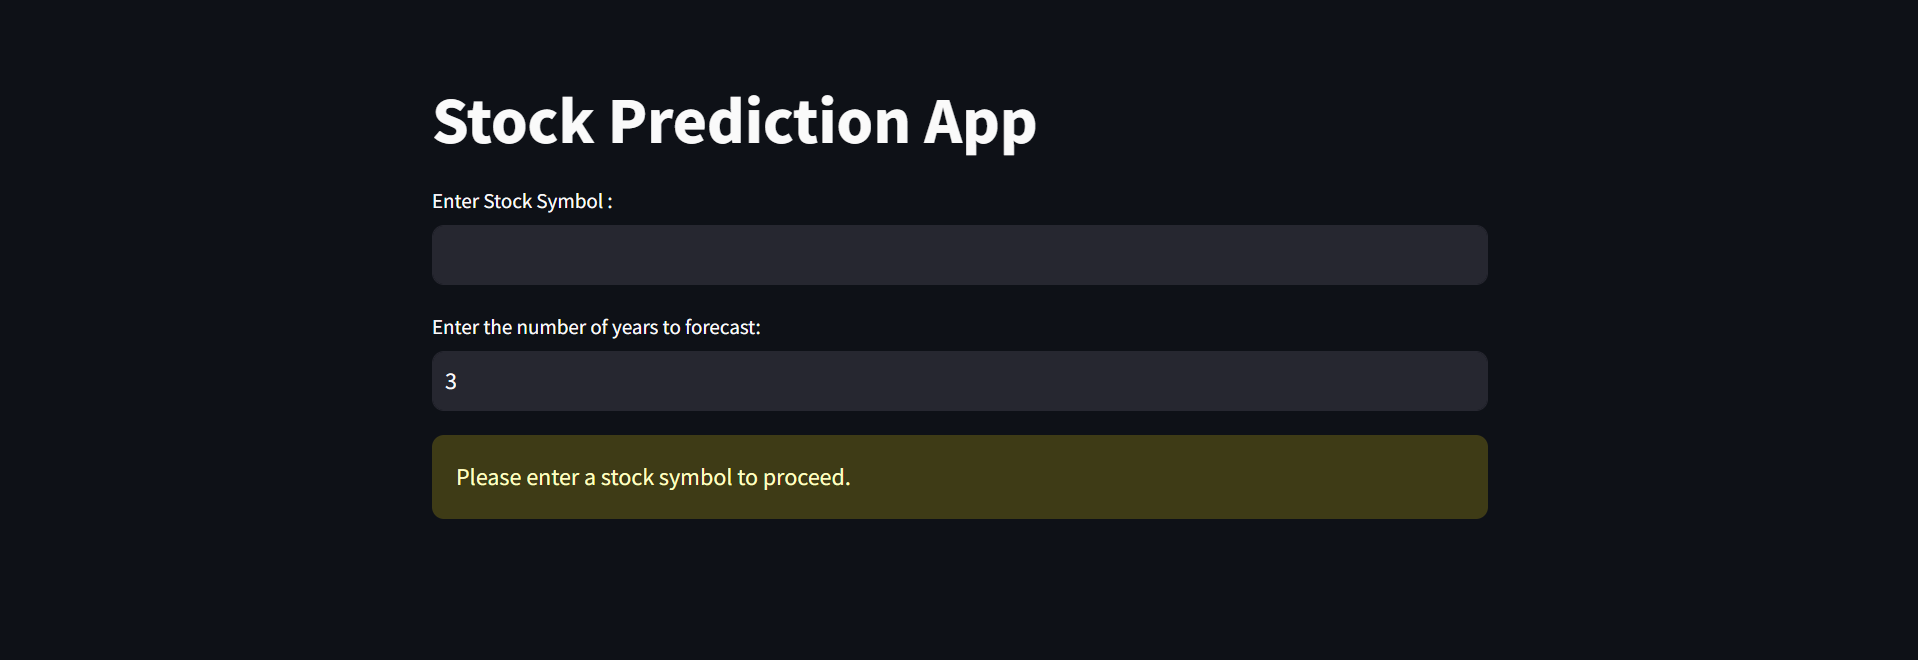 Stock Prediction App
Enter Stock Symbol :
Enter the number of years to forecast:
3
Please enter a stock symbol to proceed.